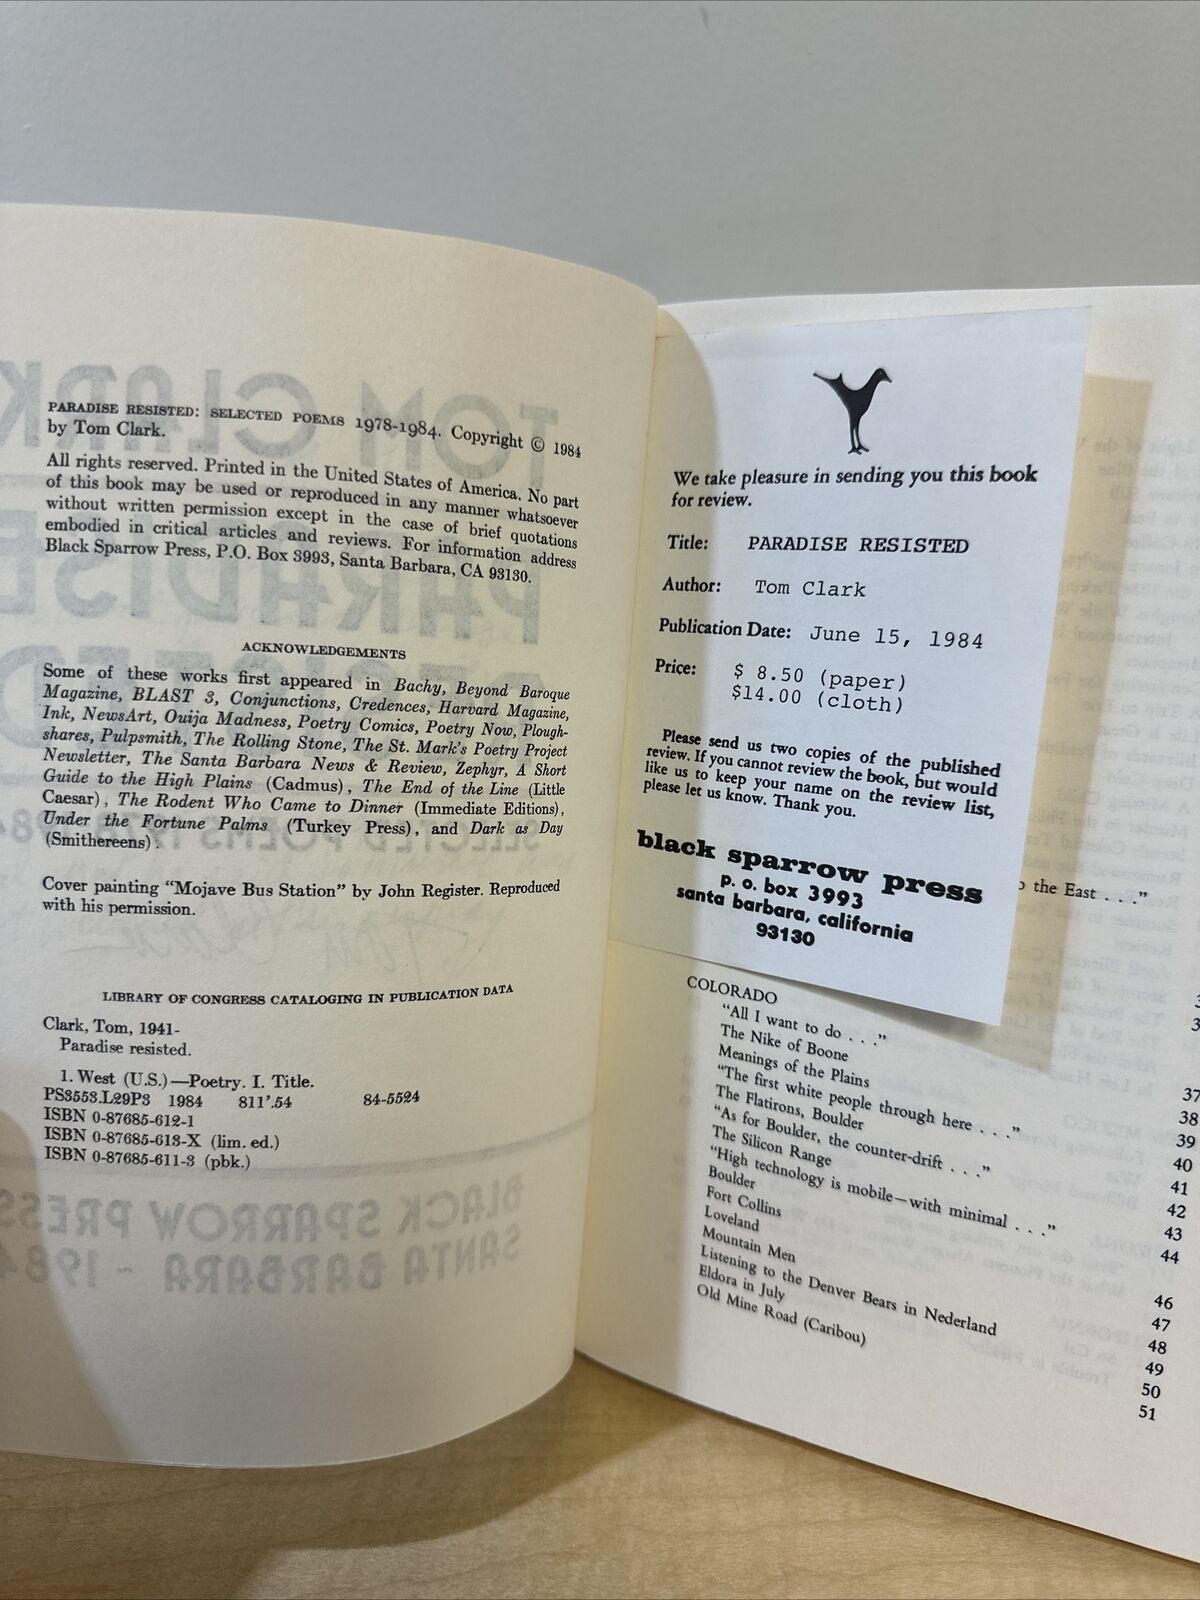 PARADISE RESISTED: SELECTED POEMS 1978-1984. Copyright © 1984
by Tom Clark.
All rights reserved. Printed in the United States of America. No part
of this book may be used or reproduced in any manner whatsoever
without written permission except in the case of brief quotations
embodied in critical articles and reviews. For information address
Black Sparrow Press, P.O. Box 3993, Santa Barbara, CA 93130.
ACKNOWLEDGEMENTS
Some of these works first appeared in Bachy, Beyond Baroque
Magazine, BLAST 3, Conjunctions, Credences, Harvard Magazine,
Ink, NewsArt, Ouija Madness, Poetry Comics, Poetry Now, Plough-
shares, Pulpsmith, The Rolling Stone, The St. Mark's Poetry Project
Newsletter, The Santa Barbara News & Review, Zephyr, A Short
Guide to the High Plains (Cadmus), The End of the Line (Little
Caesar), The Rodent Who Came to Dinner (Immediate Editions),
Under the Fortune Palms (Turkey Press), and Dark as Day
(Smithereens).
Cover painting "Mojave Bus Station" by John Register. Reproduced
with his permission.
LIBRARY OF CONGRESS CATALOGING IN PUBLICATION DATA
Clark, Tom, 1941-
Paradise resisted.
1. West (U.S.)—Poetry. I. Title.
PS3553.L29P3 1984 811'.54 84-5524
ISBN 0-87685-612-1
ISBN 0-87685-613-X (lim. ed.)
ISBN 0-87685-611-3 (pbk.)
We take pleasure in sending you this book
for review.
Title: PARADISE RESISTED
Author: Tom Clark
Publication Date: June 15, 1984
Price: $ 8.50 (paper)
$14.00 (cloth)
Please send us two copies of the published
review. If you cannot review the book, but would
like us to keep your name on the review list,
please let us know. Thank you.
black sparrow press
p. o. box 3993
santa barbara, california
93130
the East . . ."
COLORADO
"All I want to do . . ."
The Nike of Boone
Meanings of the Plains 37
"The first white people through here . . ." 38
The Flatirons, Boulder 39
"As for Boulder, the counter-drift . . ." 40
The Silicon Range 41
"High technology is mobile—with minimal . . ." 42
Boulder 43
Fort Collins 44
Loveland 46
Mountain Men 47
Listening to the Denver Bears in Nederland 48
Eldora in July 49
Old Mine Road (Caribou) 50
51